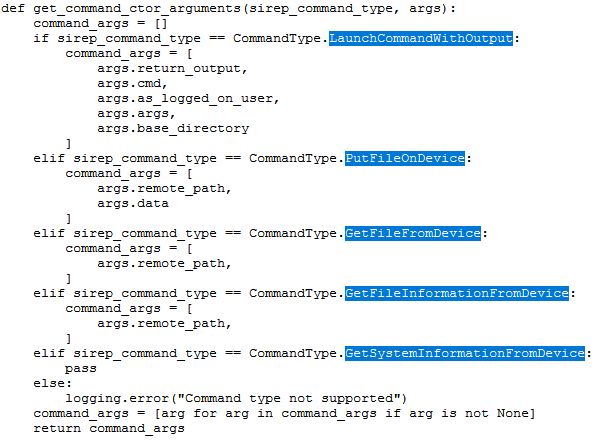 def get_command_ctor_arguments(sirep_command_type, args):
    command_args = []
    if sirep_command_type == CommandType.LaunchCommandWithOutput:
        command_args = [
            args.return_output,
            args.cmd,
            args.as_logged_on_user,
            args.args,
            args.base_directory
        ]
    elif sirep_command_type == CommandType.PutFileOnDevice:
        command_args = [
            args.remote_path,
            args.data
        ]
    elif sirep_command_type == CommandType.GetFileFromDevice:
        command_args = [
            args.remote_path,
        ]
    elif sirep_command_type == CommandType.GetFileInformationFromDevice:
        command_args = [
            args.remote_path,
        ]
    elif sirep_command_type == CommandType.GetSystemInformationFromDevice:
        pass
    else:
        logging.error("Command type not supported")
    command_args = [arg for arg in command_args if arg is not None]
    return command_args